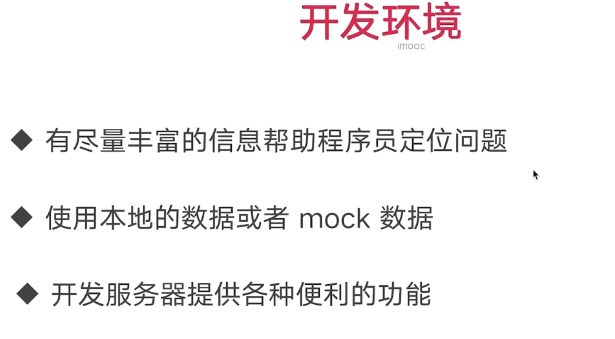 开发环境
imooc
◆ 有尽量丰富的信息帮助程序员定位问题
◆ 使用本地的数据或者 mock 数据
◆ 开发服务器提供各种便利的功能